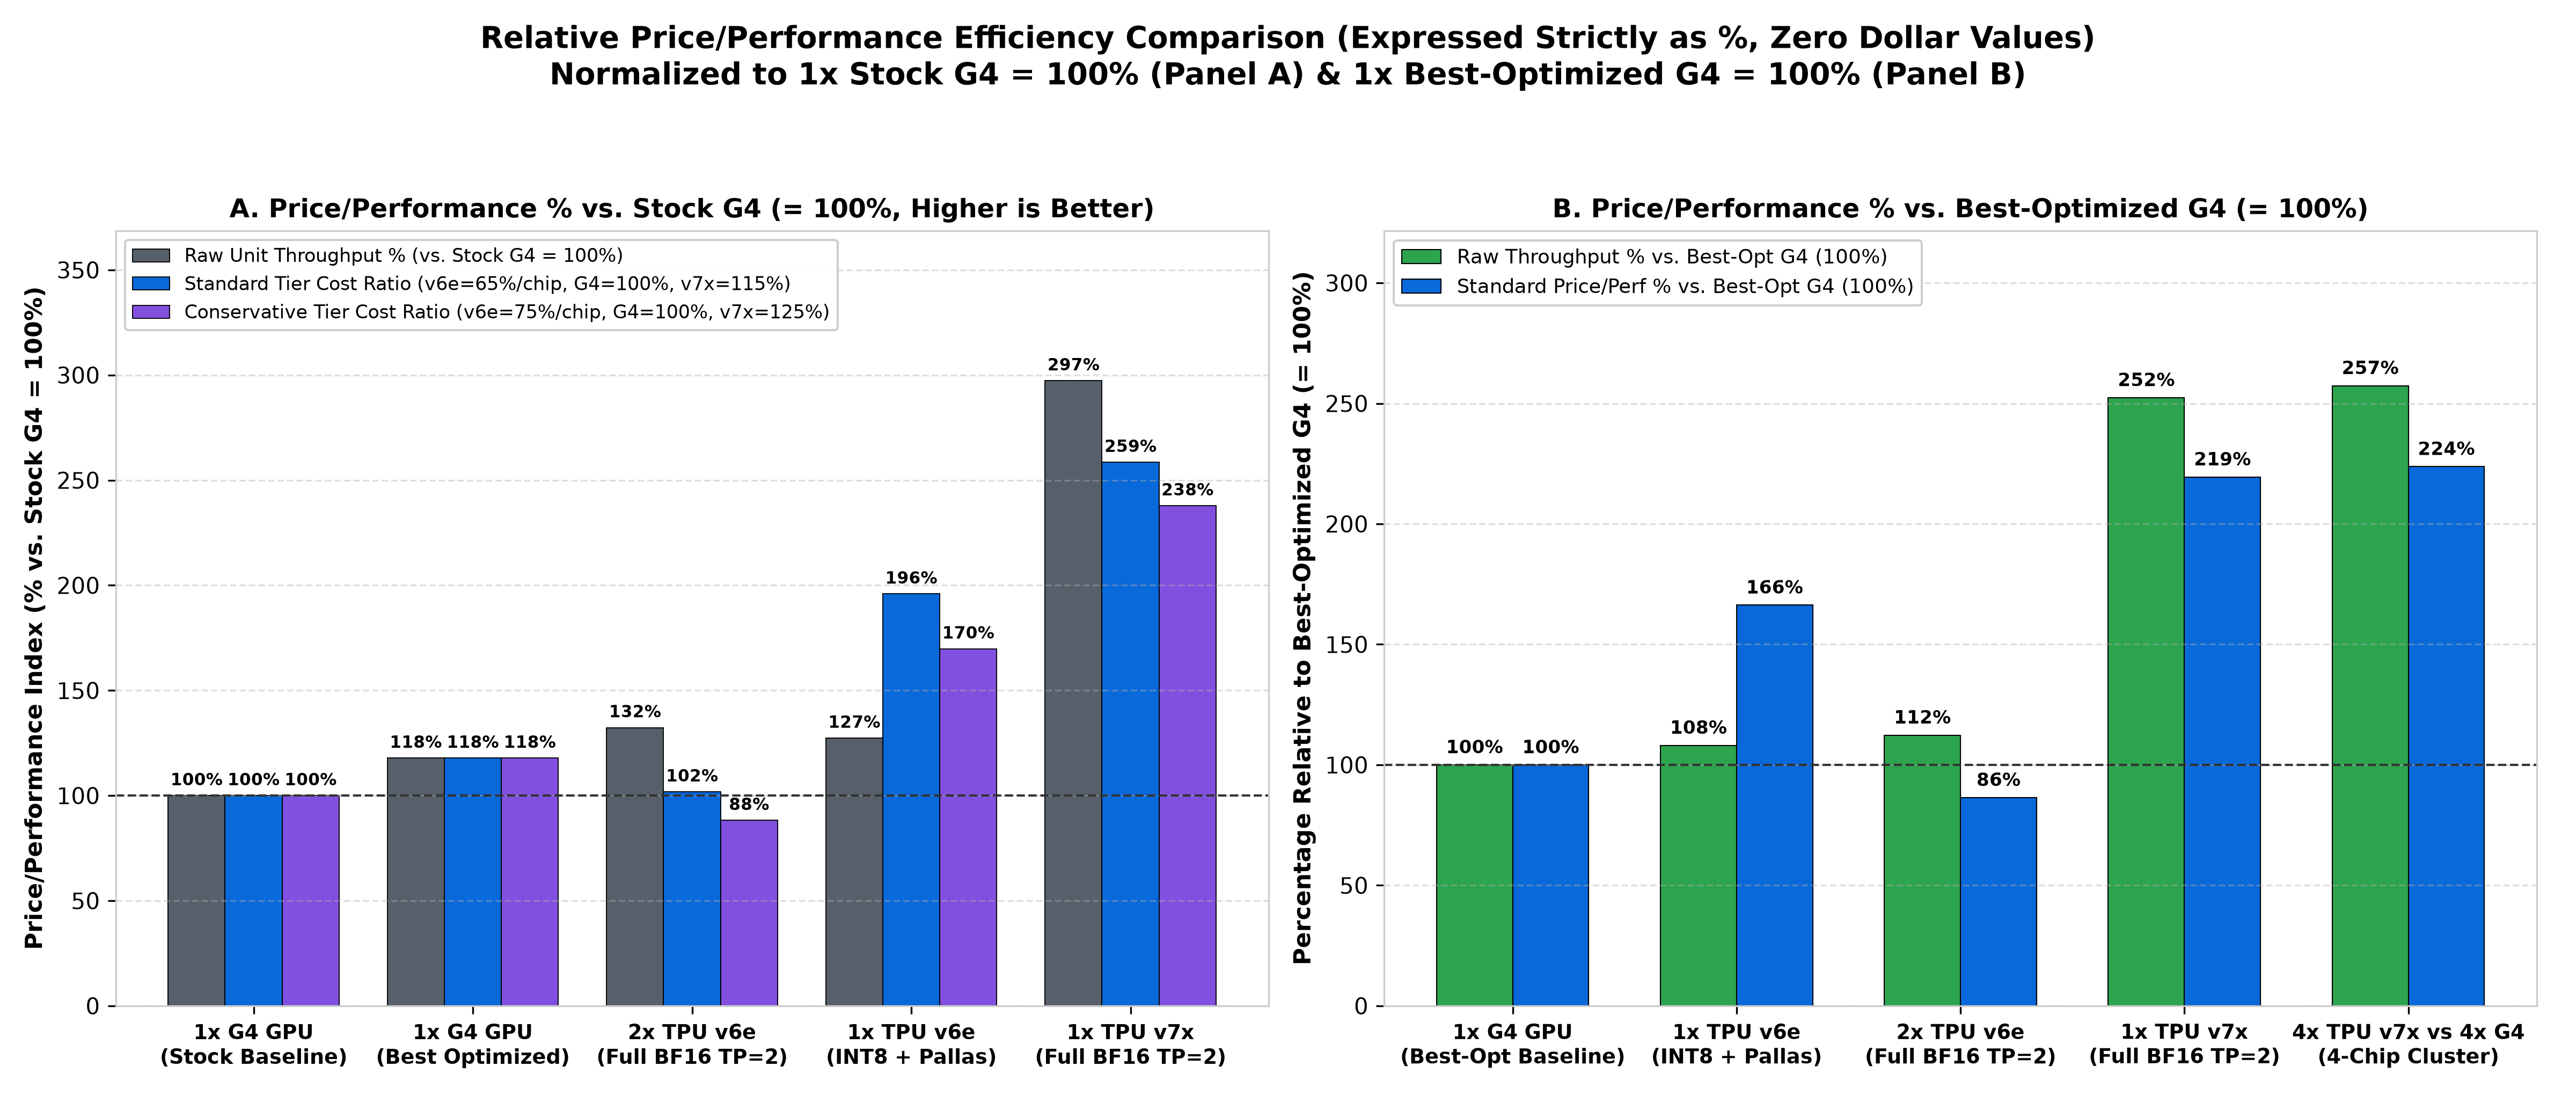 Relative Price/Performance Efficiency Comparison (Expressed Strictly as %, Zero Dollar Values)
Normalized to 1x Stock G4 = 100% (Panel A) & 1x Best-Optimized G4 = 100% (Panel B)
A. Price/Performance % vs. Stock G4 (= 100%, Higher is Better)
Price/Performance Index (% vs. Stock G4 = 100%)
350
300
250
200
150
100
50
0
Raw Unit Throughput % (vs. Stock G4 = 100%)
Standard Tier Cost Ratio (v6e=65%/chip, G4=100%, v7x=115%)
Conservative Tier Cost Ratio (v6e=75%/chip, G4=100%, v7x=125%)
100% 100% 100%
118% 118% 118%
132%
102%
88%
127%
196%
170%
297%
259%
238%
1x G4 GPU
(Stock Baseline)
1x G4 GPU
(Best Optimized)
2x TPU v6e
(Full BF16 TP=2)
1x TPU v6e
(INT8 + Pallas)
1x TPU v7x
(Full BF16 TP=2)
B. Price/Performance % vs. Best-Optimized G4 (= 100%)
Percentage Relative to Best-Optimized G4 (= 100%)
300
250
200
150
100
50
0
Raw Throughput % vs. Best-Opt G4 (100%)
Standard Price/Perf % vs. Best-Opt G4 (100%)
100% 100%
108%
166%
112%
86%
252%
219%
257%
224%
1x G4 GPU
(Best-Opt Baseline)
1x TPU v6e
(INT8 + Pallas)
2x TPU v6e
(Full BF16 TP=2)
1x TPU v7x
(Full BF16 TP=2)
4x TPU v7x vs 4x G4
(4-Chip Cluster)